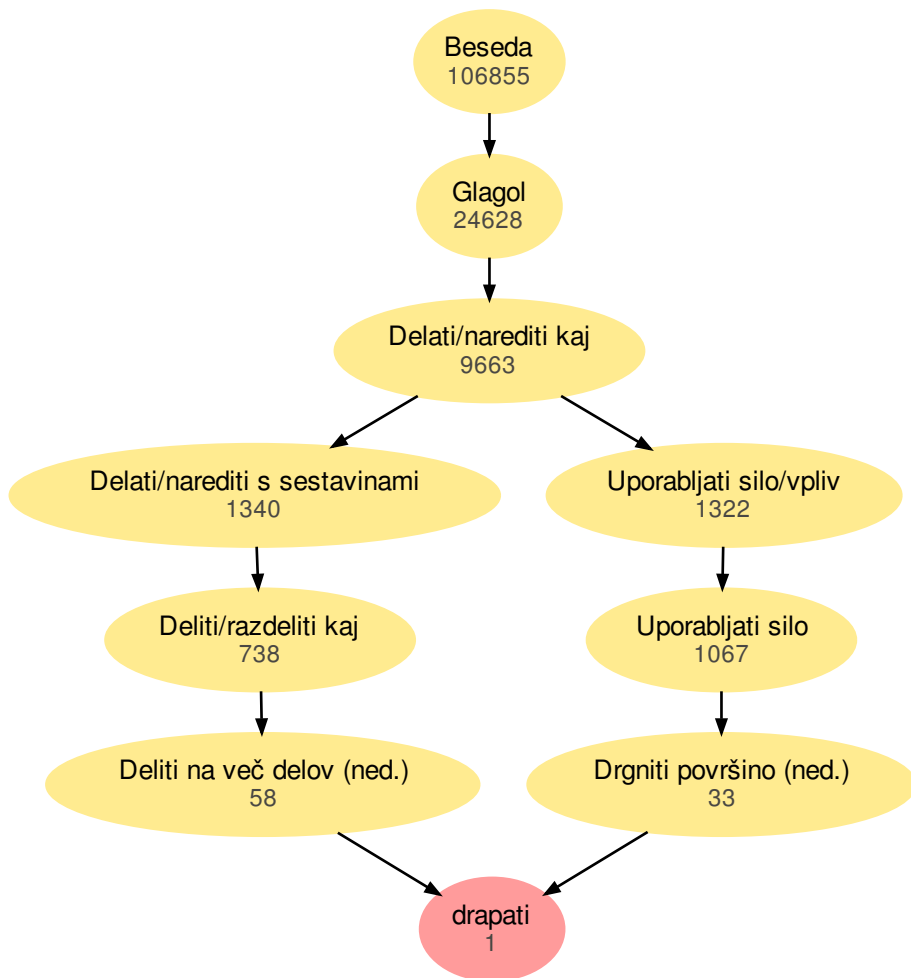 Beseda
106855
Glagol
24628
Delati/narediti kaj
9663
Delati/narediti s sestavinami
1340
Uporabljati silo/vpliv
1322
Deliti/razdeliti kaj
738
Uporabljati silo
1067
Deliti na več delov (ned.)
58
Drgniti površino (ned.)
33
drapati
1